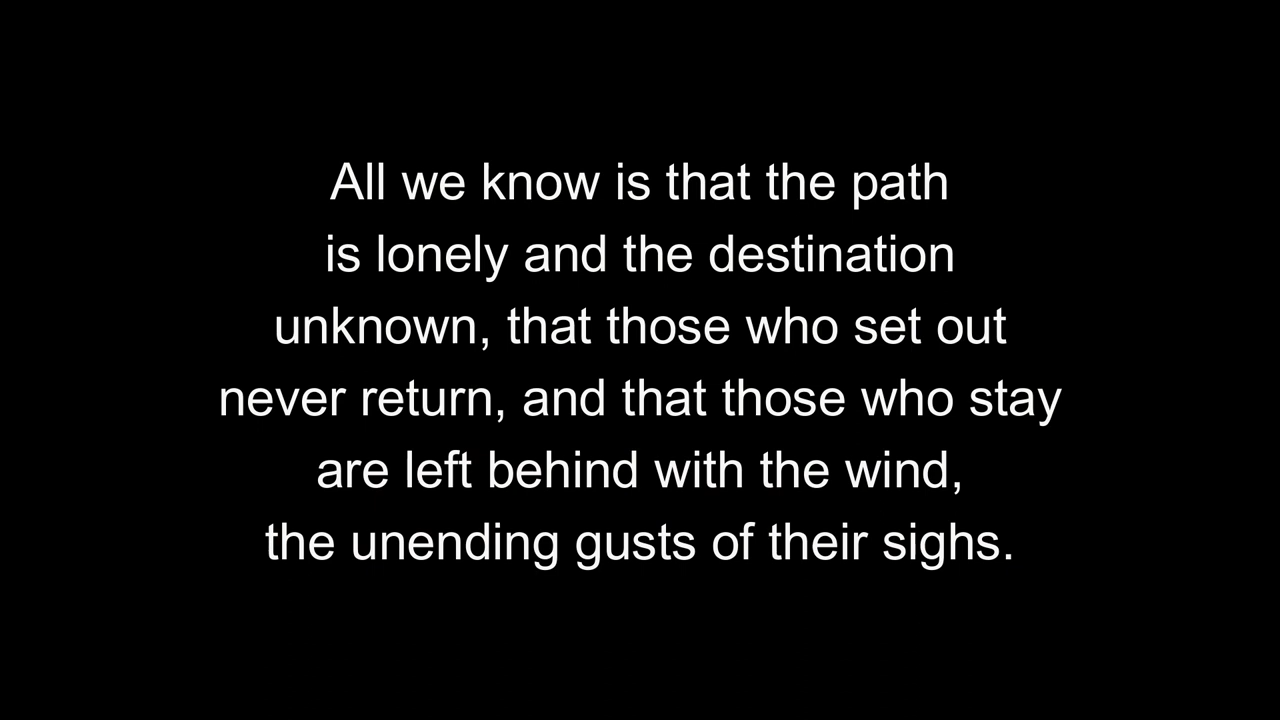 All we know is that the path
is lonely and the destination
unknown, that those who set out
never return, and that those who stay
are left behind with the wind,
the unending gusts of their sighs.